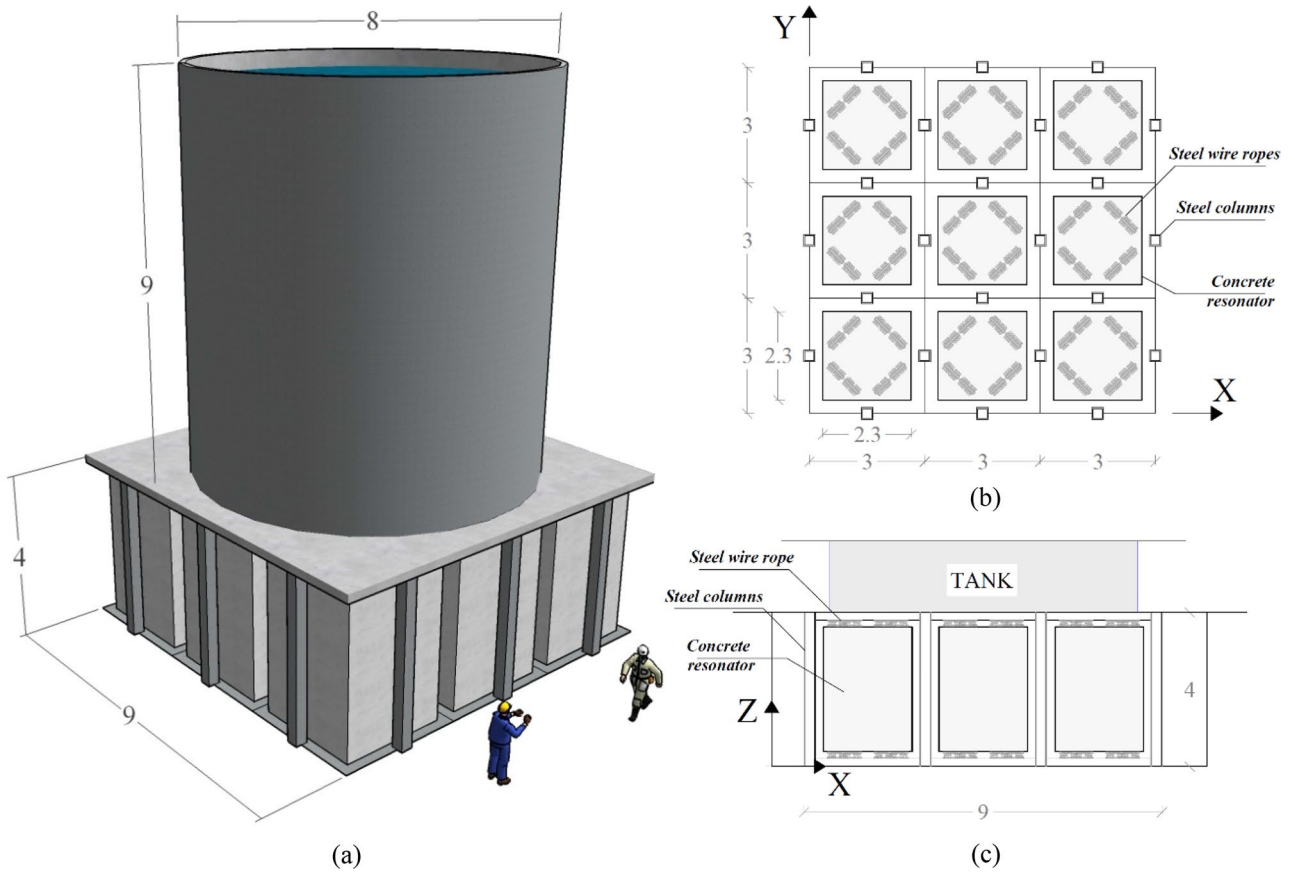 8
9
4
9
(a)
Y
3
3
3
2.3
2.3
3
3
3
X
Steel wire ropes
Steel columns
Concrete
resonator
(b)
Steel wire rope
Steel columns
Concrete
resonator
TANK
Z
X
4
9
(c)